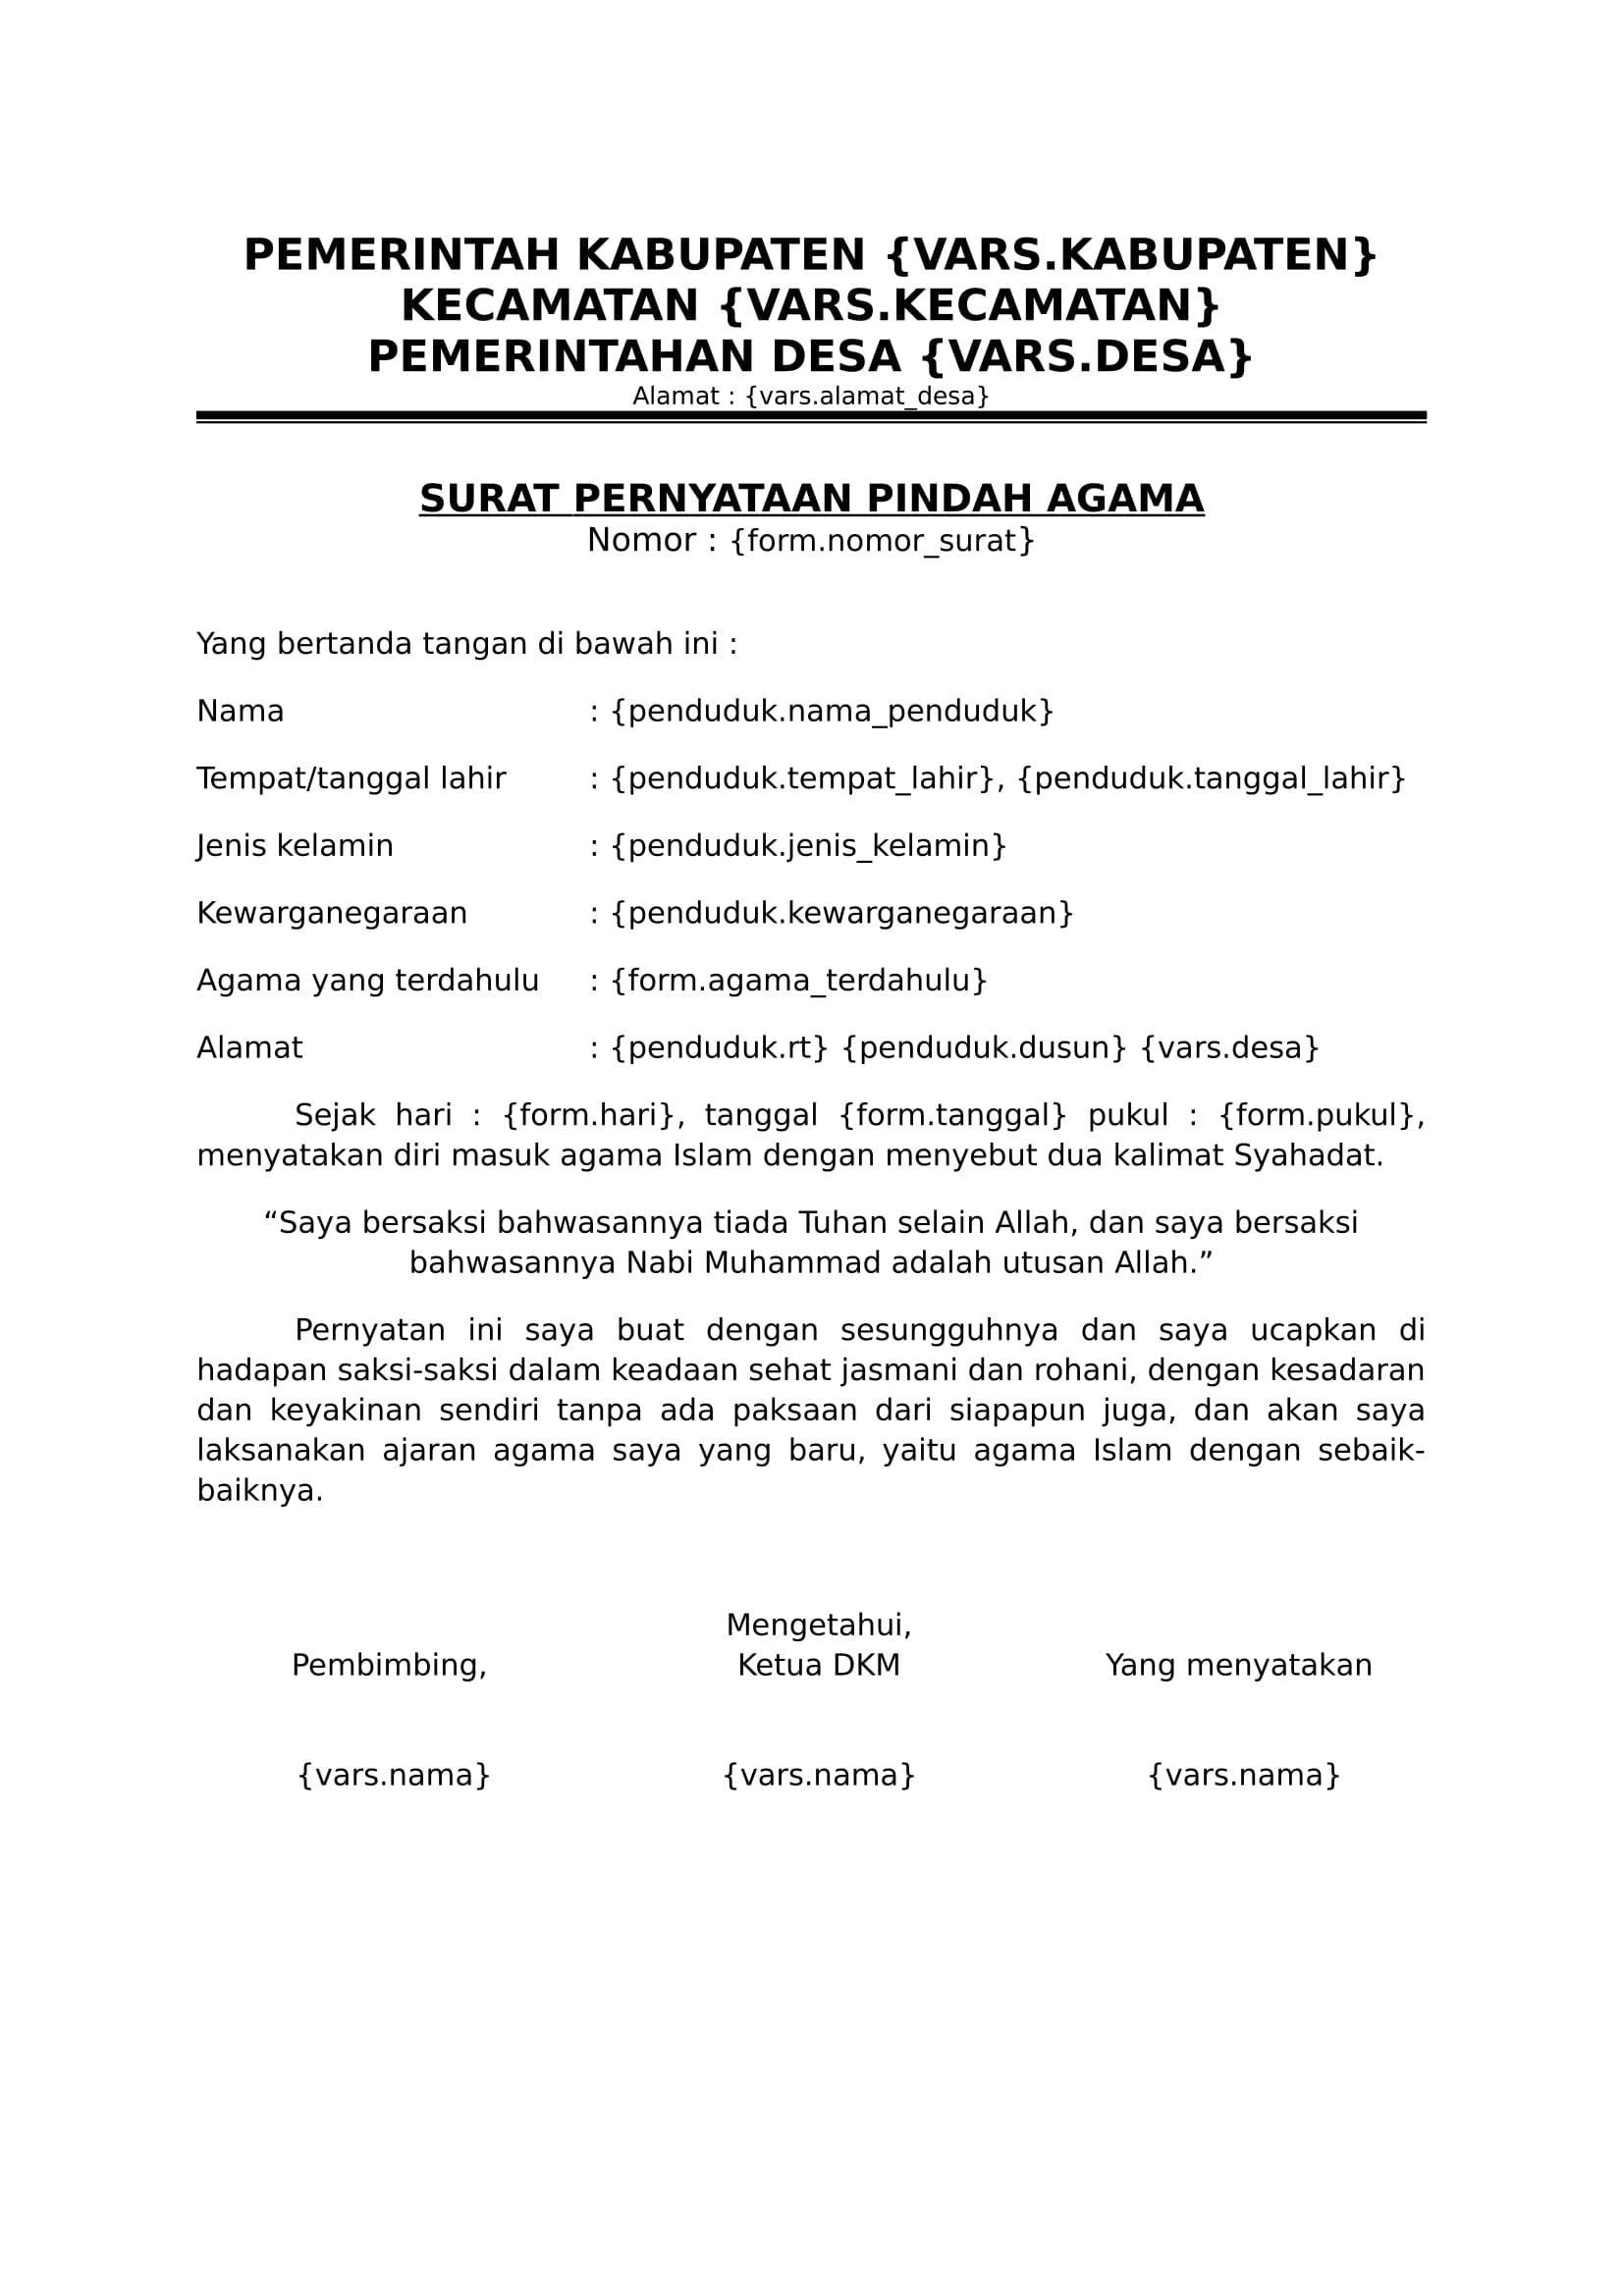 PEMERINTAH KABUPATEN {VARS.KABUPATEN}
KECAMATAN {VARS.KECAMATAN}
PEMERINTAHAN DESA {VARS.DESA}
Alamat : {vars.alamat_desa}
SURAT PERNYATAAN PINDAH AGAMA
Nomor : {form.nomor_surat}
Yang bertanda tangan di bawah ini :
Nama : {penduduk.nama_penduduk}
Tempat/tanggal lahir : {penduduk.tempat_lahir}, {penduduk.tanggal_lahir}
Jenis kelamin : {penduduk.jenis_kelamin}
Kewarganegaraan : {penduduk.kewarganegaraan}
Agama yang terdahulu : {form.agama_terdahulu}
Alamat : {penduduk.rt} {penduduk.dusun} {vars.desa}
Sejak hari : {form.hari}, tanggal {form.tanggal} pukul : {form.pukul},
menyatakan diri masuk agama Islam dengan menyebut dua kalimat Syahadat.
“Saya bersaksi bahwasannya tiada Tuhan selain Allah, dan saya bersaksi
bahwasannya Nabi Muhammad adalah utusan Allah.”
Pernyatan ini saya buat dengan sesungguhnya dan saya ucapkan di
hadapan saksi-saksi dalam keadaan sehat jasmani dan rohani, dengan kesadaran
dan keyakinan sendiri tanpa ada paksaan dari siapapun juga, dan akan saya
laksanakan ajaran agama saya yang baru, yaitu agama Islam dengan sebaik-
baiknya.
Mengetahui,
Pembimbing, Ketua DKM Yang menyatakan
{vars.nama} {vars.nama} {vars.nama}